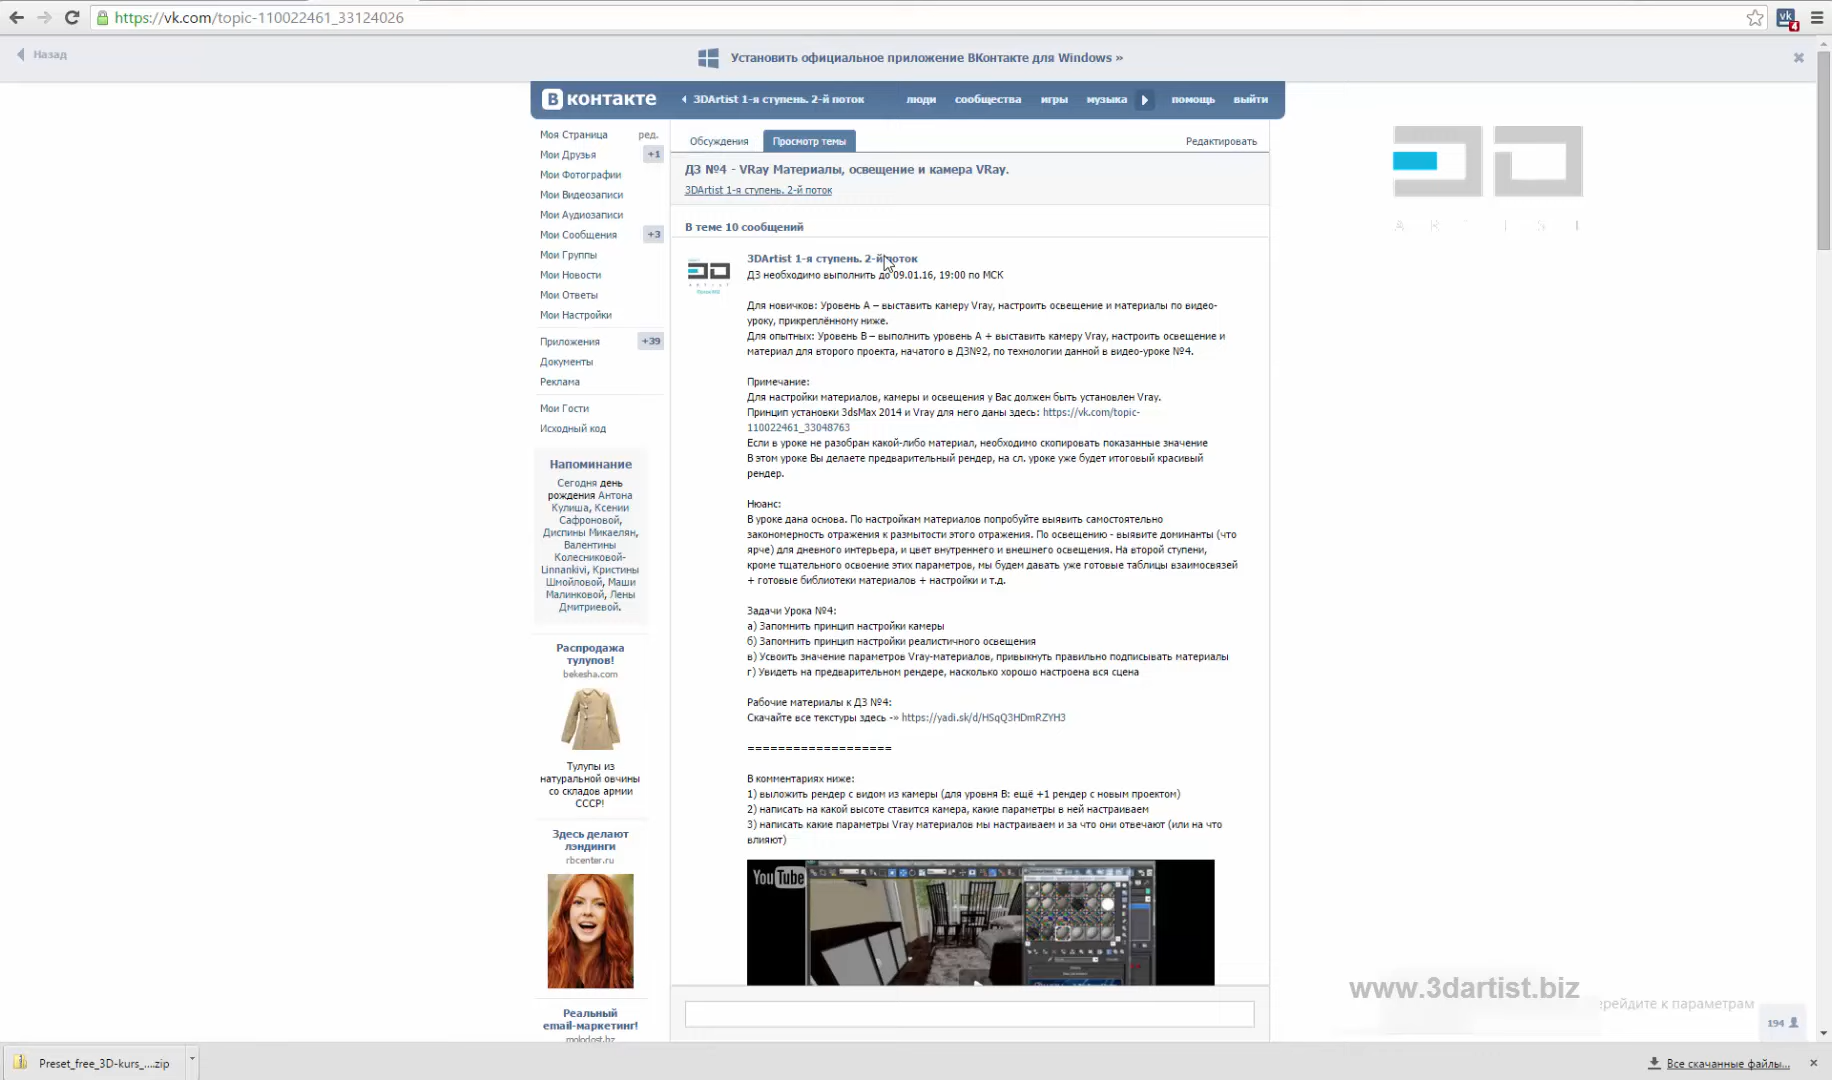 https://vk.com/topic-110022461_33124026
Назад
Установить официальное приложение ВКонтакте для Windows »
В контакте
3DArtist 1-я ступень. 2-й поток
люди
сообщества
игры
музыка
помощь
выйти
Моя Страница
ред.
Мои Друзья
+1
Мои Фотографии
Мои Видеозаписи
Мои Аудиозаписи
Мои Сообщения
+3
Мои Группы
Мои Новости
Мои Ответы
Мои Настройки
Приложения
+39
Документы
Реклама
Мои Гости
Исходный код
Напоминание
Сегодня день
рождения Антона
Кулиша, Ксении
Сафроновой,
Диспины Микаелян,
Валентины
Колесниковой-
Linnankivi, Кристины
Шмойловой, Маши
Малинковой, Лены
Дмитриевой.
Распродажа
тулупов!
bekesha.com
Тулупы из
натуральной овчины
со складов армии
СССР!
Здесь делают
лэндинги
rbcenter.ru
Реальный
email-маркетинг!
molodost.bz
Обсуждения
Просмотр темы
Редактировать
ДЗ №4 - VRay Материалы, освещение и камера VRay.
3DArtist 1-я ступень. 2-й поток
В теме 10 сообщений
3DArtist 1-я ступень. 2-й поток
ДЗ необходимо выполнить до 09.01.16, 19:00 по МСК
Для новичков: Уровень А – выставить камеру Vray, настроить освещение и материалы по видео-
уроку, прикреплённому ниже.
Для опытных: Уровень В – выполнить уровень А + выставить камеру Vray, настроить освещение и
материал для второго проекта, начатого в ДЗ№2, по технологии данной в видео-уроке №4.
Примечание:
Для настройки материалов, камеры и освещения у Вас должен быть установлен Vray.
Принцип установки 3dsMax 2014 и Vray для него даны здесь: https://vk.com/topic-
110022461_33048763
Если в уроке не разобран какой-либо материал, необходимо скопировать показанные значение
В этом уроке Вы делаете предварительный рендер, на сл. уроке уже будет итоговый красивый
рендер.
Нюанс:
В уроке дана основа. По настройкам материалов попробуйте выявить самостоятельно
закономерность отражения к размытости этого отражения. По освещению - выявите доминанты (что
ярче) для дневного интерьера, и цвет внутреннего и внешнего освещения. На второй ступени,
кроме тщательного освоение этих параметров, мы будем давать уже готовые таблицы взаимосвязей
+ готовые библиотеки материалов + настройки и т.д.
Задачи Урока №4:
а) Запомнить принцип настройки камеры
б) Запомнить принцип настройки реалистичного освещения
в) Усвоить значение параметров Vray-материалов, привыкнуть правильно подписывать материалы
г) Увидеть на предварительном рендере, насколько хорошо настроена вся сцена
Рабочие материалы к ДЗ №4:
Скачайте все текстуры здесь -» https://yadi.sk/d/HSqQ3HDmRZYH3
===================
В комментариях ниже:
1) выложить рендер с видом из камеры (для уровня В: ещё +1 рендер с новым проектом)
2) написать на какой высоте ставится камера, какие параметры в ней настраиваем
3) написать какие параметры Vray материалов мы настраиваем и за что они отвечают (или на что
влияют)
YouTube
www.3dartist.biz
ерейдите к параметрам
194
Preset_free_3D-kurs_....zip
Все скачанные файлы...